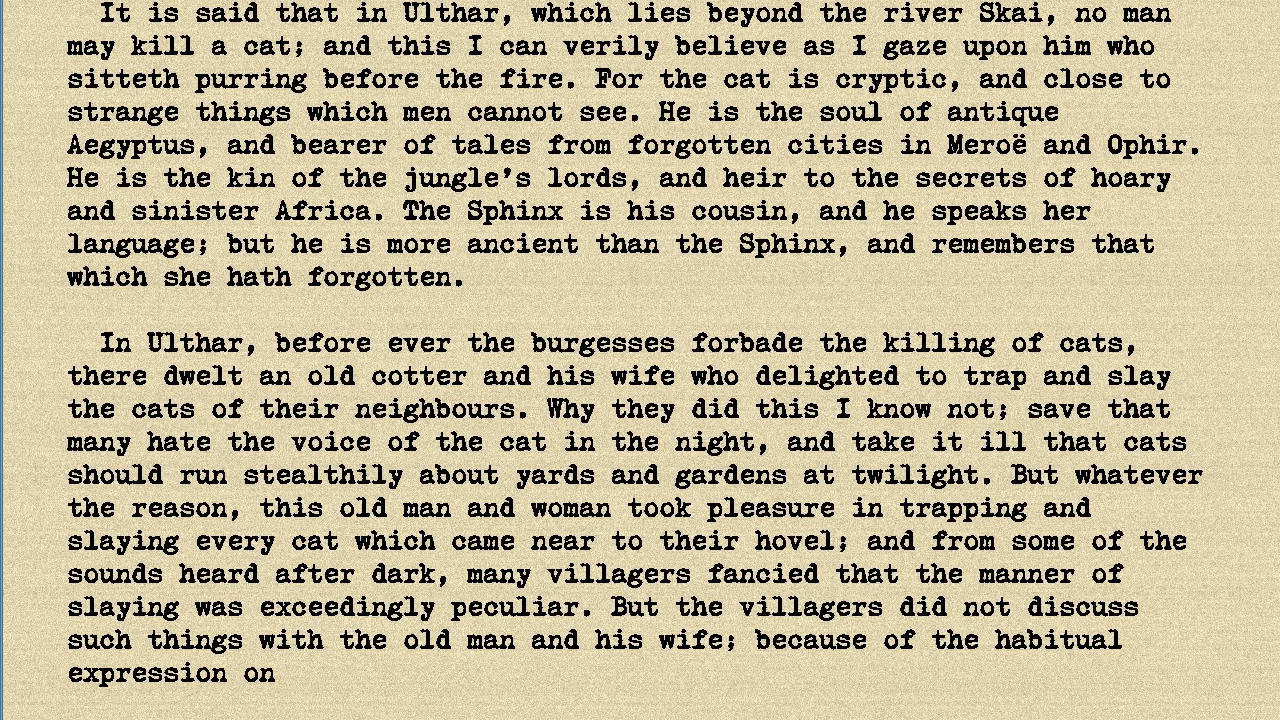 It is said that in Ulthar, which lies beyond the river Skai, no man
may kill a cat; and this I can verily believe as I gaze upon him who
sitteth purring before the fire. For the cat is cryptic, and close to
strange things which men cannot see. He is the soul of antique
Aegyptus, and bearer of tales from forgotten cities in Meroë and Ophir.
He is the kin of the jungle's lords, and heir to the secrets of hoary
and sinister Africa. The Sphinx is his cousin, and he speaks her
language; but he is more ancient than the Sphinx, and remembers that
which she hath forgotten.
In Ulthar, before ever the burgesses forbade the killing of cats,
there dwelt an old cotter and his wife who delighted to trap and slay
the cats of their neighbours. Why they did this I know not; save that
many hate the voice of the cat in the night, and take it ill that cats
should run stealthily about yards and gardens at twilight. But whatever
the reason, this old man and woman took pleasure in trapping and
slaying every cat which came near to their hovel; and from some of the
sounds heard after dark, many villagers fancied that the manner of
slaying was exceedingly peculiar. But the villagers did not discuss
such things with the old man and his wife; because of the habitual
expression on